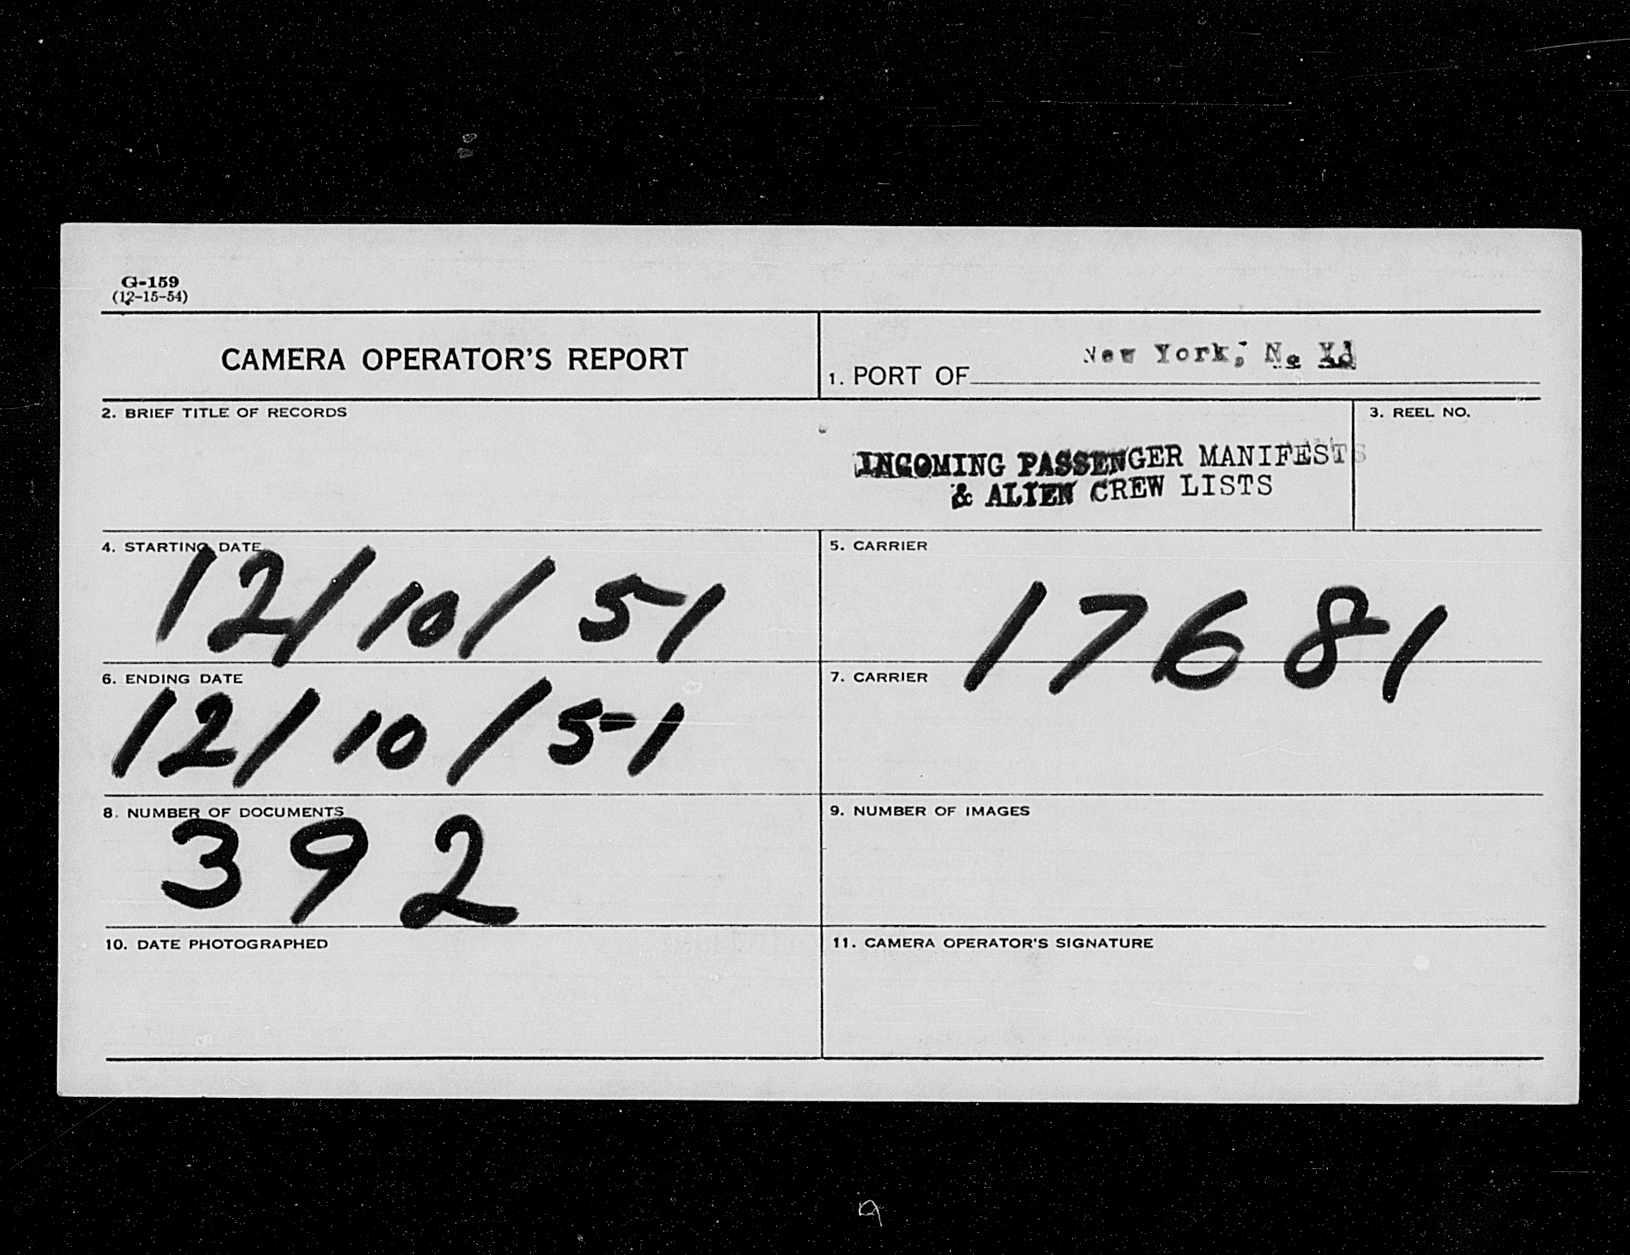 G-159
(12-15-54)
CAMERA OPERATOR'S REPORT
1. PORT OF New York, N. Y.
2. BRIEF TITLE OF RECORDS
INCOMING PASSENGER MANIFESTS
& ALIEN CREW LISTS
3. REEL NO.
4. STARTING DATE
12/10/51
5. CARRIER
17681
6. ENDING DATE
12/10/51
7. CARRIER
8. NUMBER OF DOCUMENTS
392
9. NUMBER OF IMAGES
10. DATE PHOTOGRAPHED
11. CAMERA OPERATOR'S SIGNATURE